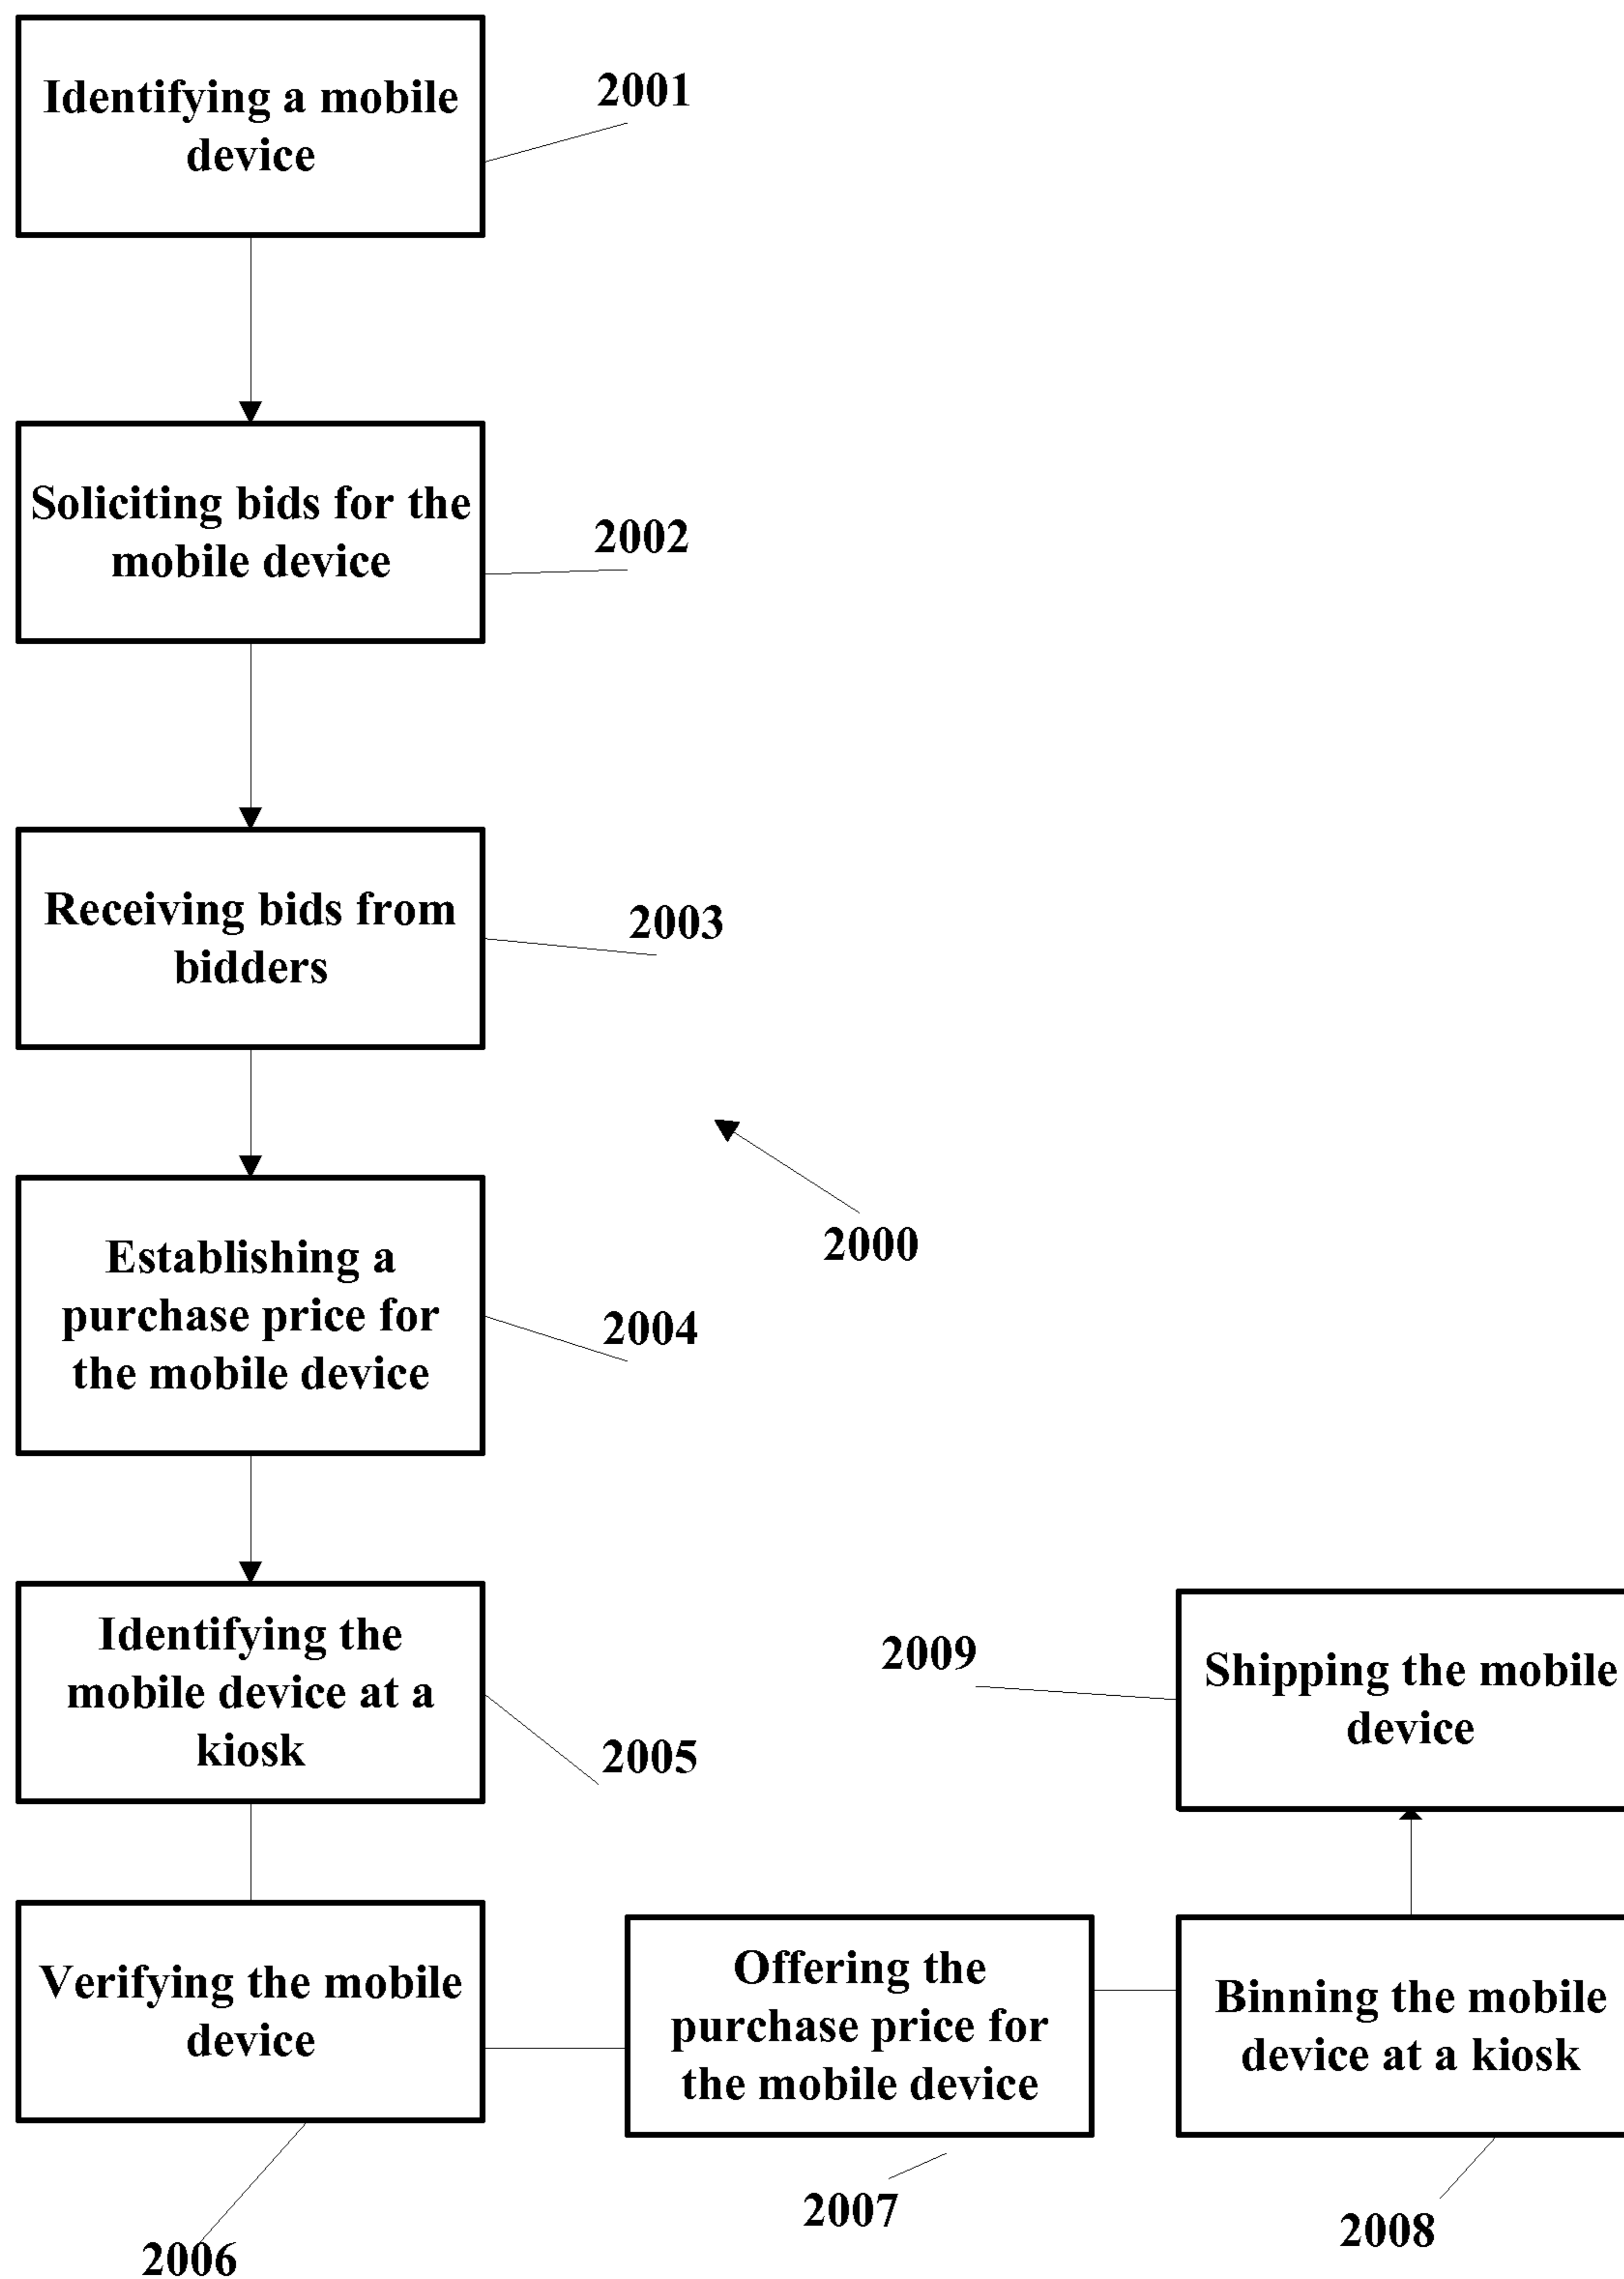 Identifying a mobile
device
2001
Soliciting bids for the
mobile device
2002
Receiving bids from
bidders
2003
2000
Establishing a
purchase price for
the mobile device
2004
Identifying the
mobile device at a
kiosk
2005
2009
Shipping the mobile
device
Verifying the mobile
device
2006
Offering the
purchase price for
the mobile device
2007
Binning the mobile
device at a kiosk
2008